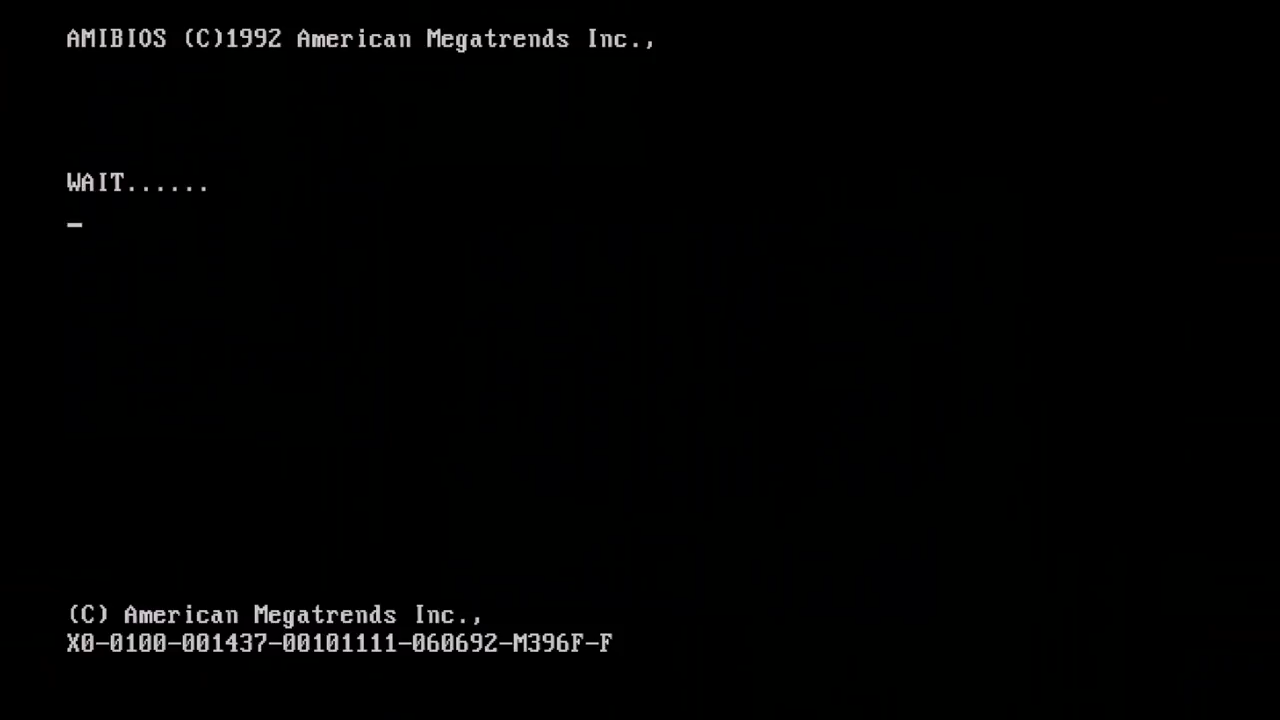 AMIBIOS (C)1992 American Megatrends Inc.,
WAIT......
(C) American Megatrends Inc.,
X0-0100-001437-00101111-060692-M396F-F